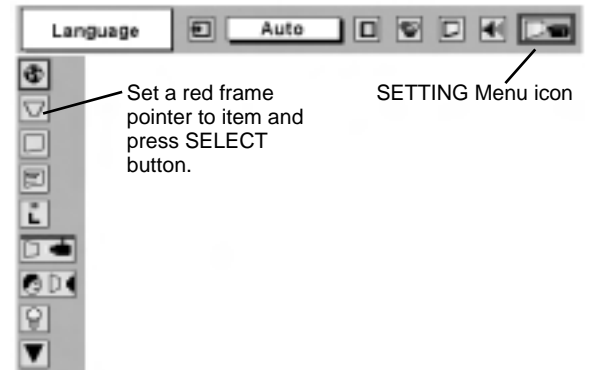 Language
Auto
Set a red frame
pointer to item and
press SELECT
button.
SETTING Menu icon